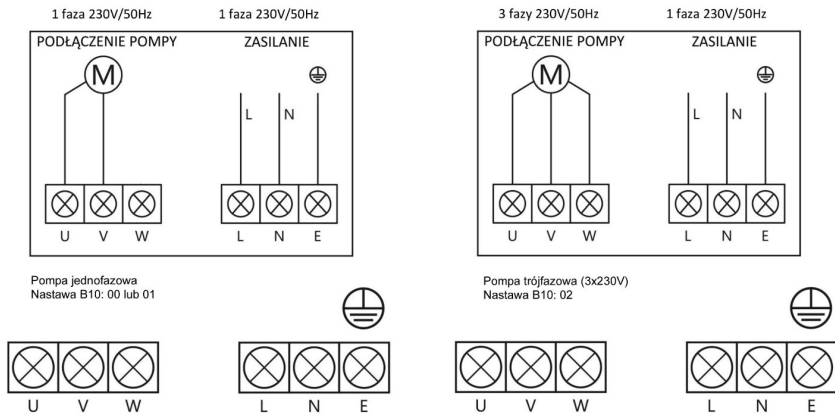 1 faza 230V/50Hz
1 faza 230V/50Hz
PODŁĄCZENIE POMPY
ZASILANIE
M
L N
U V W
L N E
Pompa jednofazowa
Nastawa B10: 00 lub 01
U V W
L N E
3 fazy 230V/50Hz
1 faza 230V/50Hz
PODŁĄCZENIE POMPY
ZASILANIE
M
L N
U V W
L N E
Pompa trójfazowa (3x230V)
Nastawa B10: 02
U V W
L N E